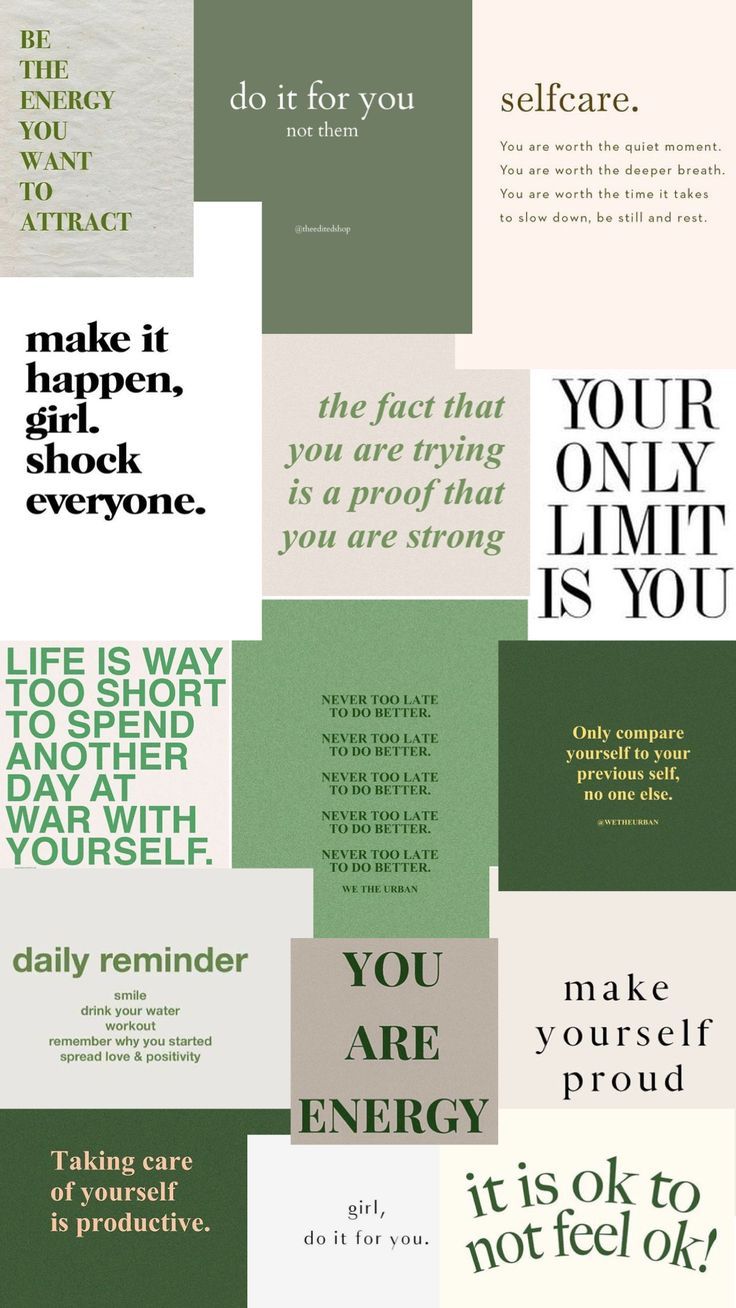 BE
THE
ENERGY
YOU
WANT
TO
ATTRACT
do it for you
not them
@theeditedshop
selfcare.
You are worth the quiet moment.
You are worth the deeper breath.
You are worth the time it takes
to slow down, be still and rest.
make it
happen,
girl.
shock
everyone.
the fact that
you are trying
is a proof that
you are strong
YOUR
ONLY
LIMIT
IS YOU
LIFE IS WAY
TOO SHORT
TO SPEND
ANOTHER
DAY AT
WAR WITH
YOURSELF.
NEVER TOO LATE
TO DO BETTER.
NEVER TOO LATE
TO DO BETTER.
NEVER TOO LATE
TO DO BETTER.
NEVER TOO LATE
TO DO BETTER.
NEVER TOO LATE
TO DO BETTER.
WE THE URBAN
Only compare
yourself to your
previous self,
no one else.
@WETHEURBAN
daily reminder
smile
drink your water
workout
remember why you started
spread love & positivity
YOU
ARE
ENERGY
make
yourself
proud
Taking care
of yourself
is productive.
girl,
do it for you.
it is ok to
not feel ok!